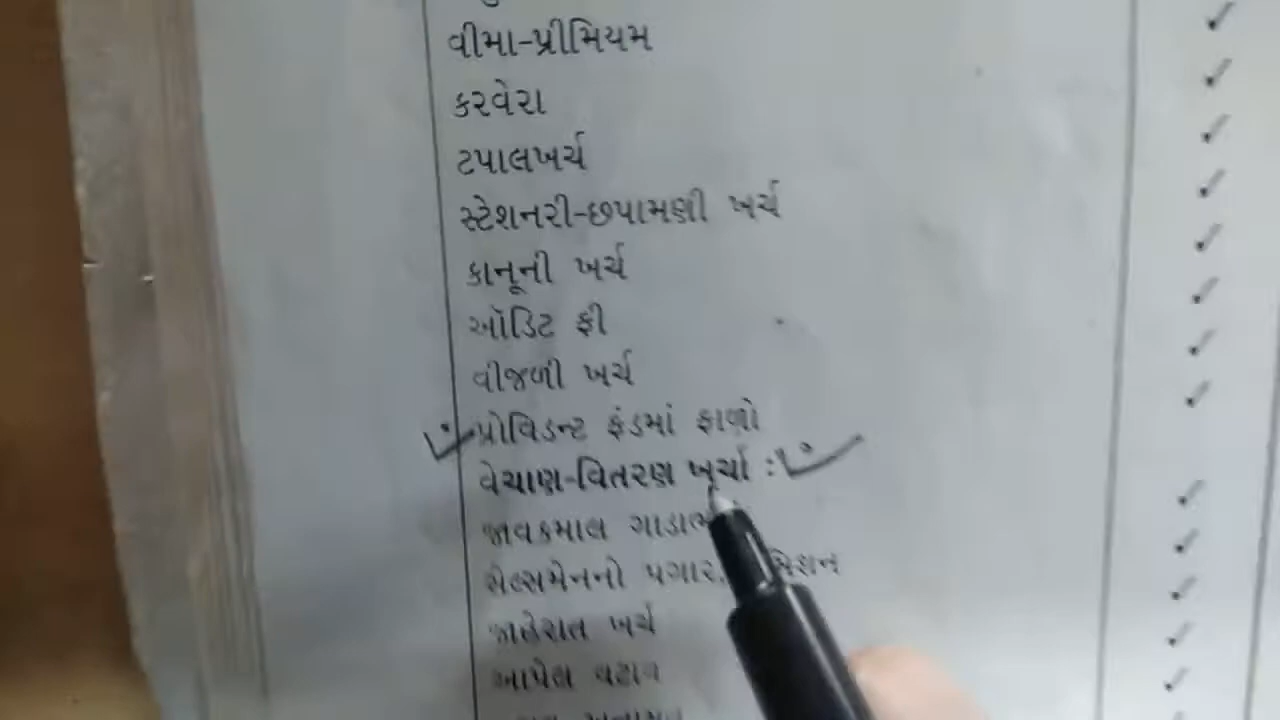 વીમા-પ્રીમિયમ
કરવેરા
ટપાલખર્ચ
સ્ટેશનરી-છપામણી ખર્ચ
કાનૂની ખર્ચ
ઑડિટ ફી
વીજળી ખર્ચ
પ્રોવિડન્ટ ફંડમાં ફાળો
વેચાણ-વિતરણ ખર્ચા :
જાવકમાલ
સેલ્સમેનનો પગાર,
જાહેરાત ખર્ચ
આપેલ વટાવ